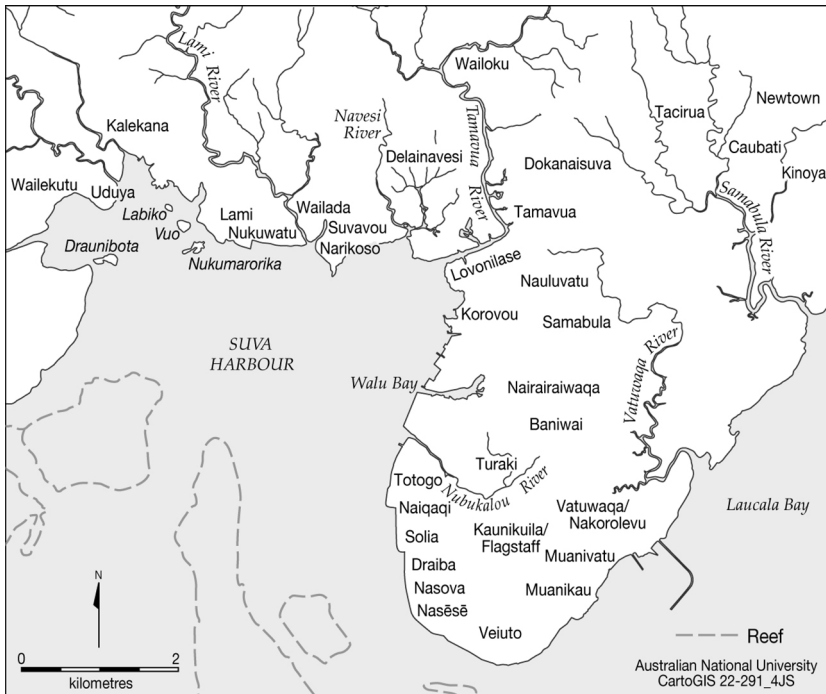 Lami
River
Wailoku
Navesi
River
Tamavua
River
Tacirua
Newtown
Kalekana
Delainavesi
Caubati
Dokanaisuva
Kinoya
Wailekutu
Uduya
Samabula
River
Labiko
Lami
Wailada
Tamavua
Vuo
Nukuwatu
Suvavou
Draunibota
Narikoso
Nukumarorika
Lovonilase
Nauluvatu
Korovou
Samabula
SUVA
HARBOUR
Vatuwaqa River
Walu Bay
Nairairaiwaqa
Baniwai
Turaki
Totogo
Nubukalou River
Naiqaqi
Vatuwaqa/
Nakorolevu
Laucala Bay
Solia
Kaunikuila/
Flagstaff
Muanivatu
Draiba
Nasova
Muanikau
Nasēsē
Veiuto
N
0 2
kilometres
Reef
Australian National University
CartoGIS 22-291_4JS